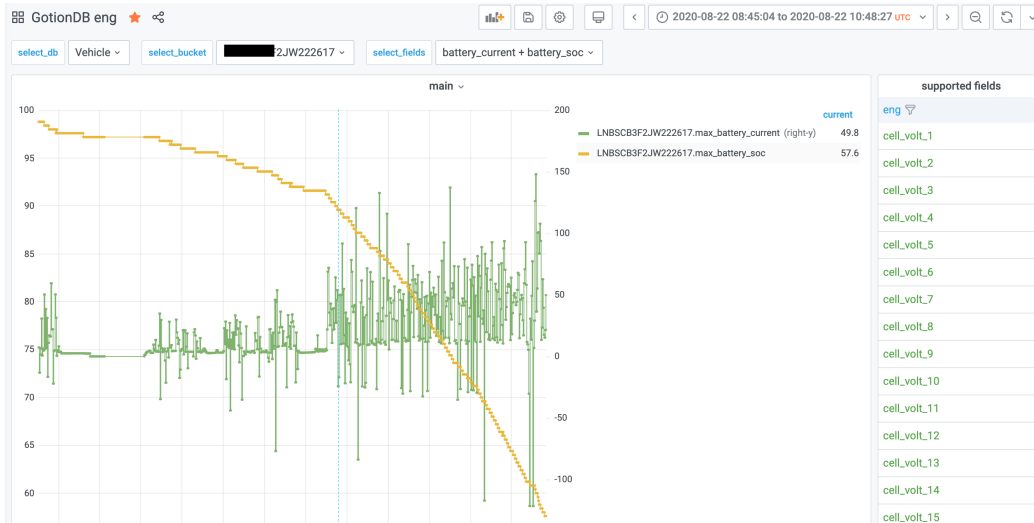 GotionDB eng
2020-08-22 08:45:04 to 2020-08-22 10:48:27 UTC
select_db Vehicle select_bucket 2JW222617 select_fields battery_current + battery_soc
main
supported fields
100
95
90
85
80
75
70
65
60
200
150
100
50
0
-50
-100
current
LNBSCB3F2JW222617.max_battery_current (right-y) 49.8
LNBSCB3F2JW222617.max_battery_soc 57.6
eng
cell_volt_1
cell_volt_2
cell_volt_3
cell_volt_4
cell_volt_5
cell_volt_6
cell_volt_7
cell_volt_8
cell_volt_9
cell_volt_10
cell_volt_11
cell_volt_12
cell_volt_13
cell_volt_14
cell_volt_15